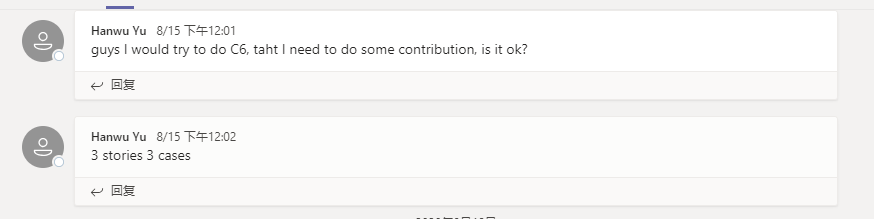 Hanwu Yu 8/15 下午12:01
guys I would try to do C6, taht I need to do some contribution, is it ok?
回复
Hanwu Yu 8/15 下午12:02
3 stories 3 cases
回复